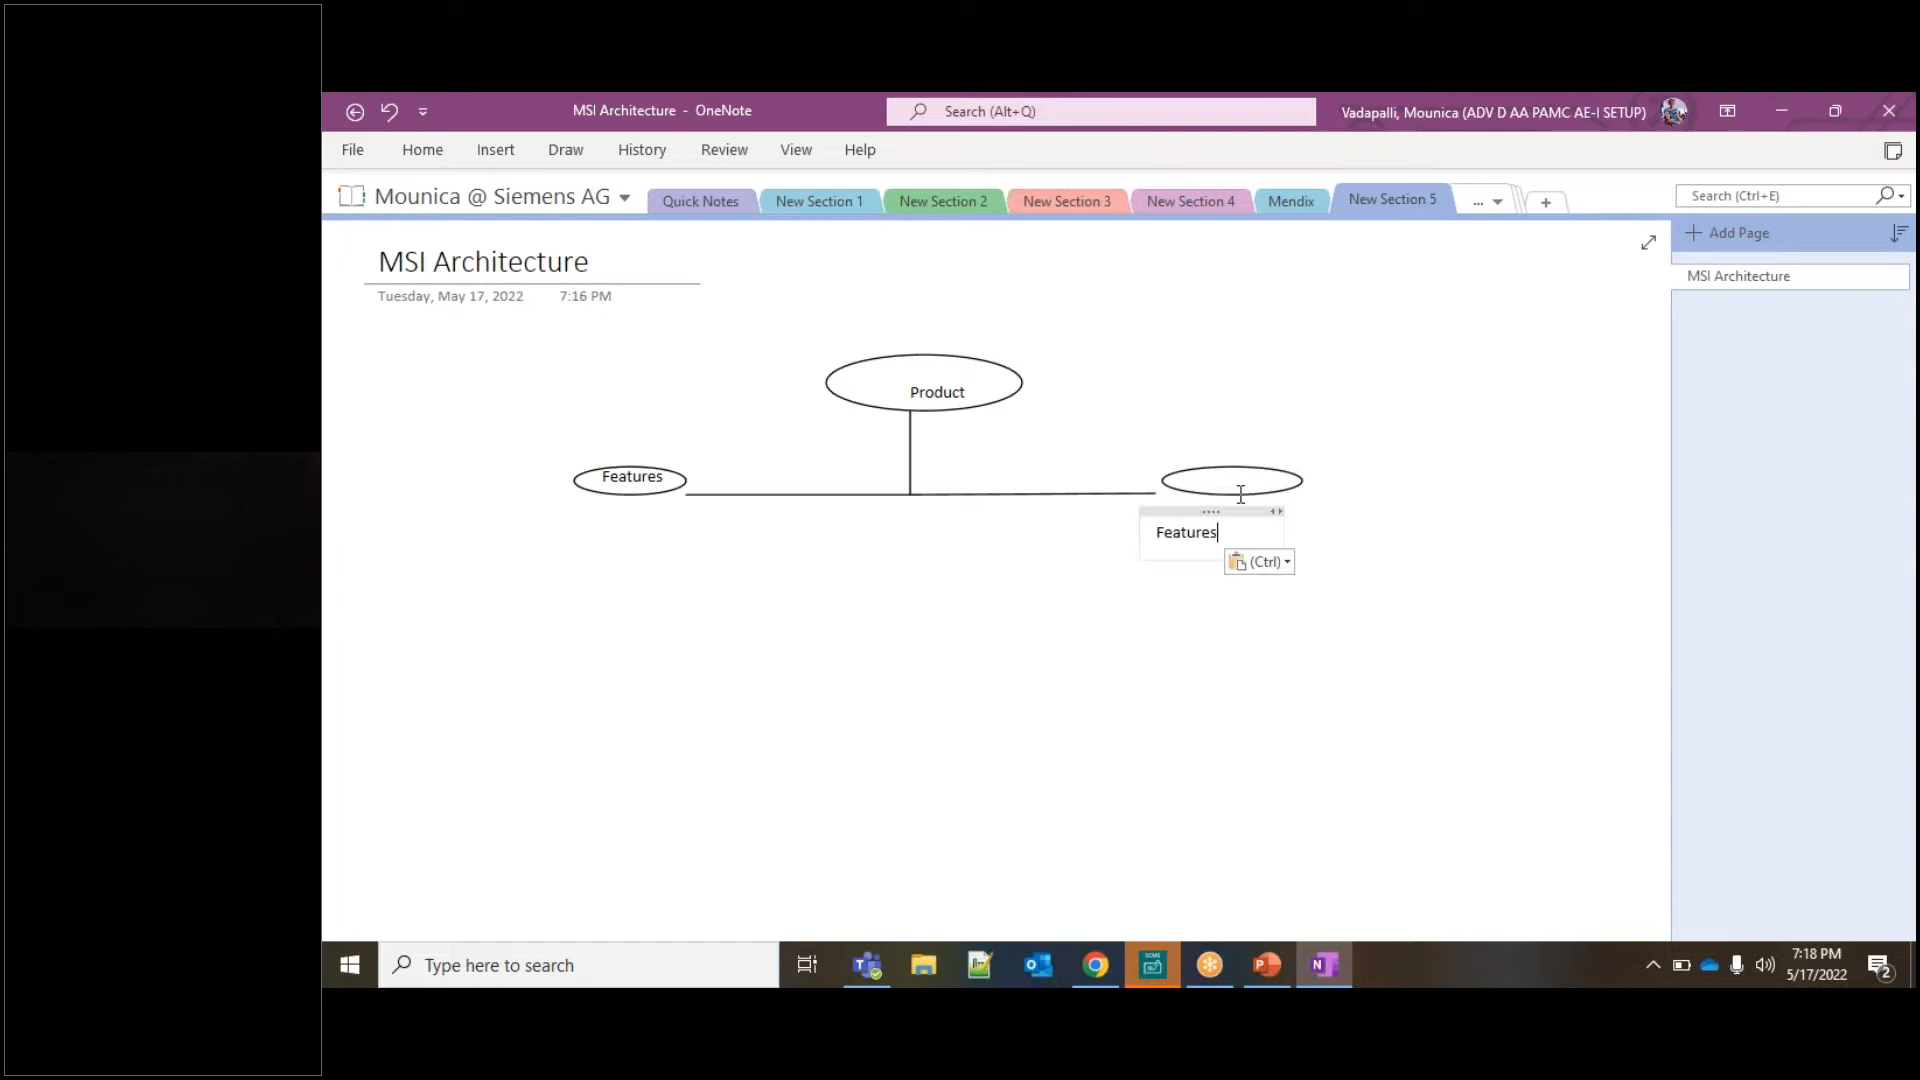 MSI Architecture - OneNote
Search (Alt+Q)
Vadapalli, Mounica (ADV D AA PAMC AE-I SETUP)
File Home Insert Draw History Review View Help
Mounica @ Siemens AG
Quick Notes New Section 1 New Section 2 New Section 3 New Section 4 Mendix New Section 5 ...
Search (Ctrl+E)
Add Page
MSI Architecture
MSI Architecture
Tuesday, May 17, 2022 7:16 PM
Product
Features
Features
(Ctrl)
Type here to search
7:18 PM
5/17/2022
2